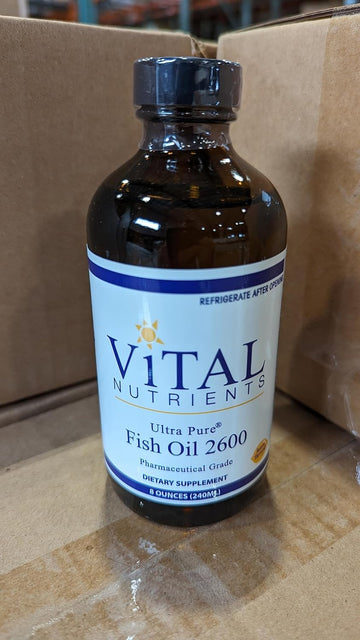 REFRIGERATE AFTER OPENING
ViTAL
NUTRIENTS
Ultra Pure®
Fish Oil 2600
Pharmaceutical Grade
DIETARY SUPPLEMENT
8 OUNCES (240ML)